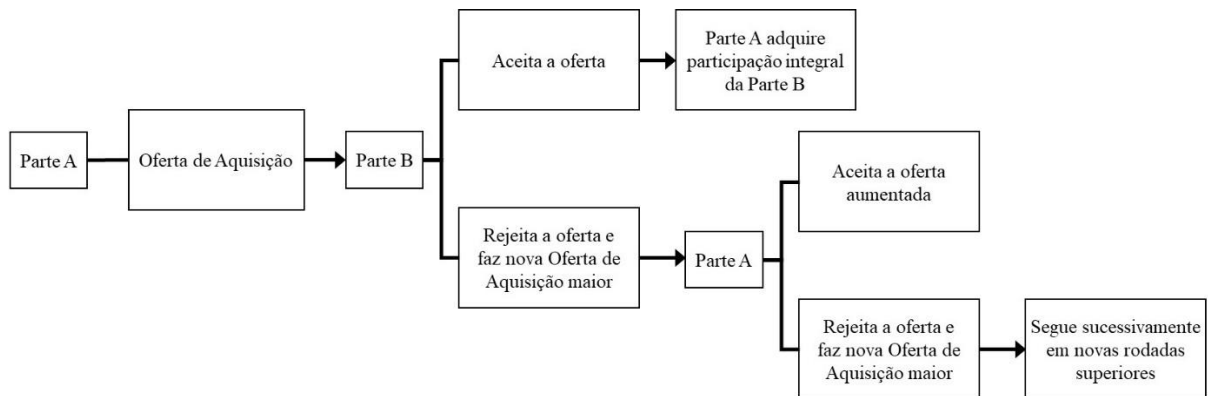 Parte A
Oferta de Aquisição
Parte B
Aceita a oferta
Parte A adquire
participação integral
da Parte B
Rejeita a oferta e
faz nova Oferta de
Aquisição maior
Parte A
Aceita a oferta
aumentada
Rejeita a oferta e
faz nova Oferta de
Aquisição maior
Segue sucessivamente
em novas rodadas
superiores